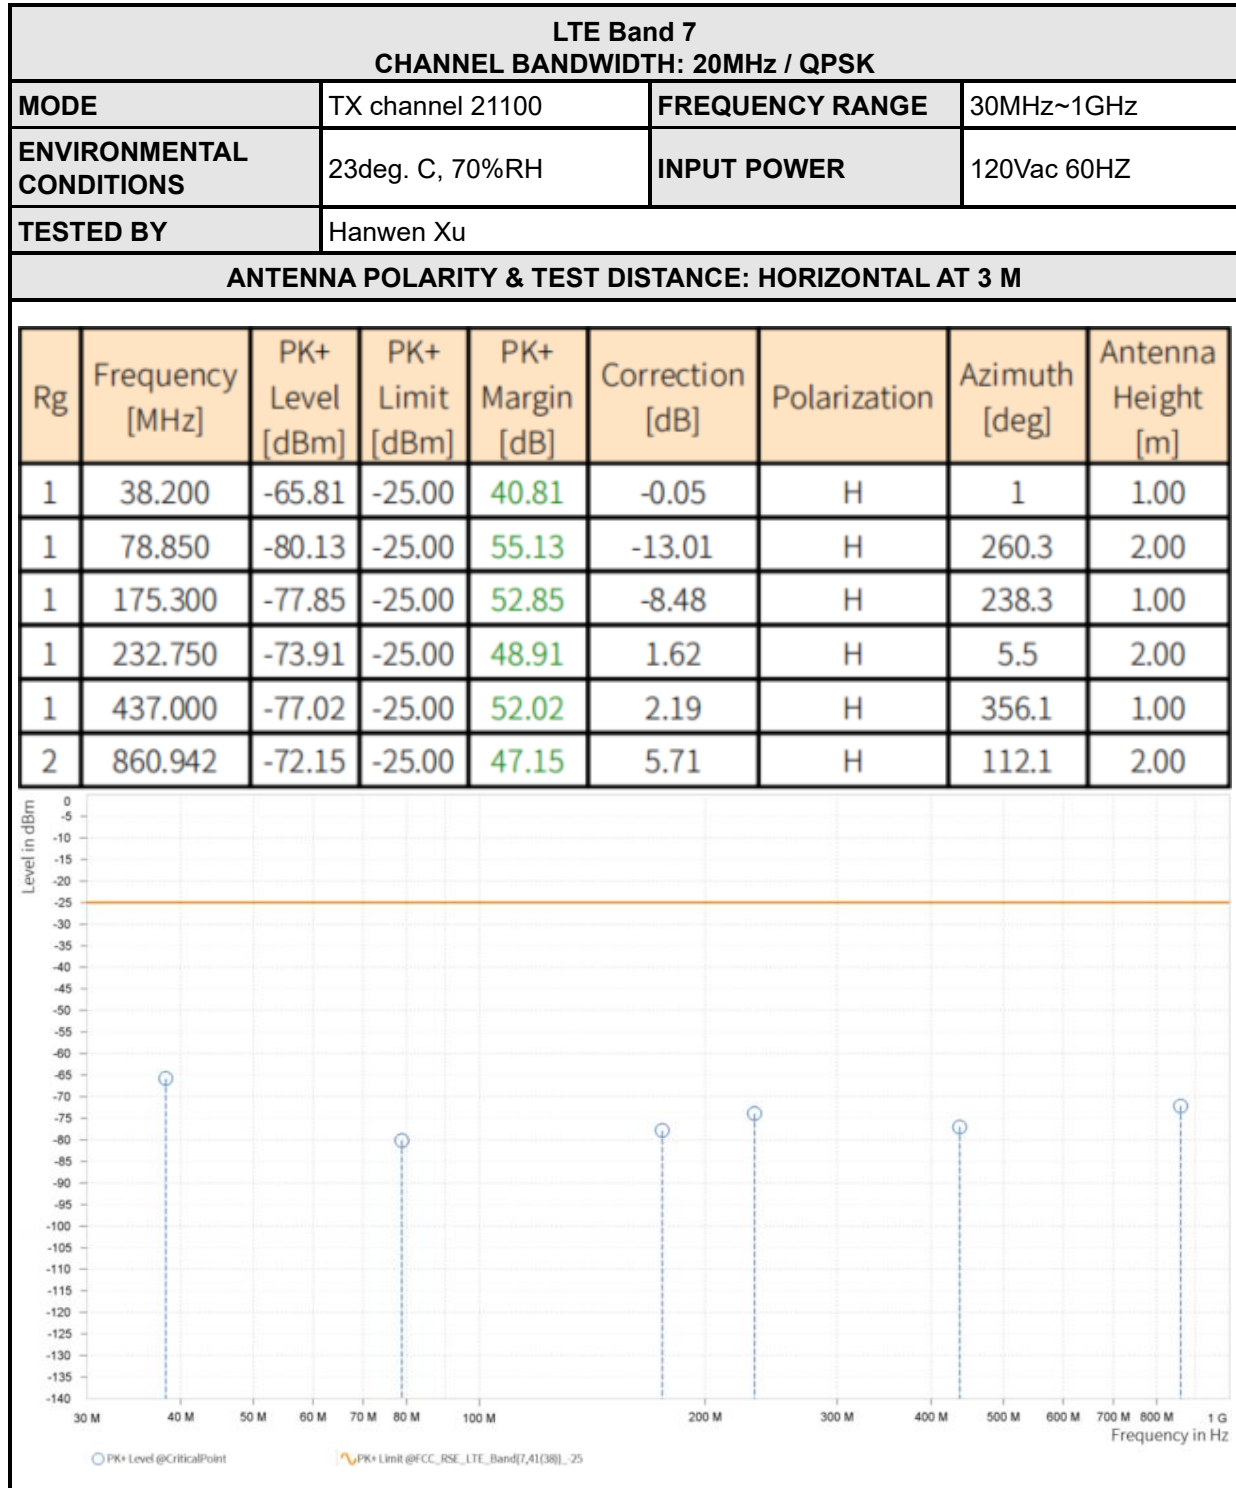 LTE Band 7
CHANNEL BANDWIDTH: 20MHz / QPSK
MODE TX channel 21100 FREQUENCY RANGE 30MHz~1GHz
ENVIRONMENTAL CONDITIONS 23deg. C, 70%RH INPUT POWER 120Vac 60HZ
TESTED BY Hanwen Xu
ANTENNA POLARITY & TEST DISTANCE: HORIZONTAL AT 3 M
Rg Frequency [MHz] PK+ Level [dBm] PK+ Limit [dBm] PK+ Margin [dB] Correction [dB] Polarization Azimuth [deg] Antenna Height [m]
1 38.200 -65.81 -25.00 40.81 -0.05 H 1 1.00
1 78.850 -80.13 -25.00 55.13 -13.01 H 260.3 2.00
1 175.300 -77.85 -25.00 52.85 -8.48 H 238.3 1.00
1 232.750 -73.91 -25.00 48.91 1.62 H 5.5 2.00
1 437.000 -77.02 -25.00 52.02 2.19 H 356.1 1.00
2 860.942 -72.15 -25.00 47.15 5.71 H 112.1 2.00
Level in dBm
0
-5
-10
-15
-20
-25
-30
-35
-40
-45
-50
-55
-60
-65
-70
-75
-80
-85
-90
-95
-100
-105
-110
-115
-120
-125
-130
-135
-140
30 M 40 M 50 M 60 M 70 M 80 M 100 M 200 M 300 M 400 M 500 M 600 M 700 M 800 M 1 G
Frequency in Hz
PK+ Level @CriticalPoint PK+ Limit @FCC_RSE_LTE_Band[7,41(38)]_-25